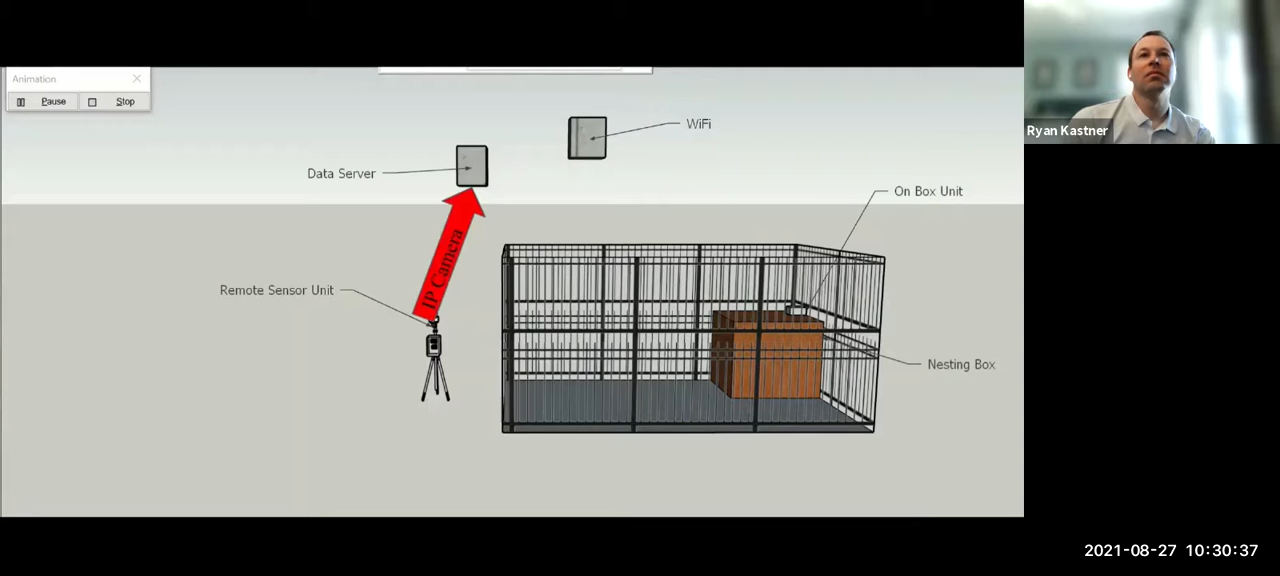 Animation
Pause
Stop
WiFi
Data Server
On Box Unit
IP Camera
Remote Sensor Unit
Nesting Box
Ryan Kastner
2021-08-27 10:30:37